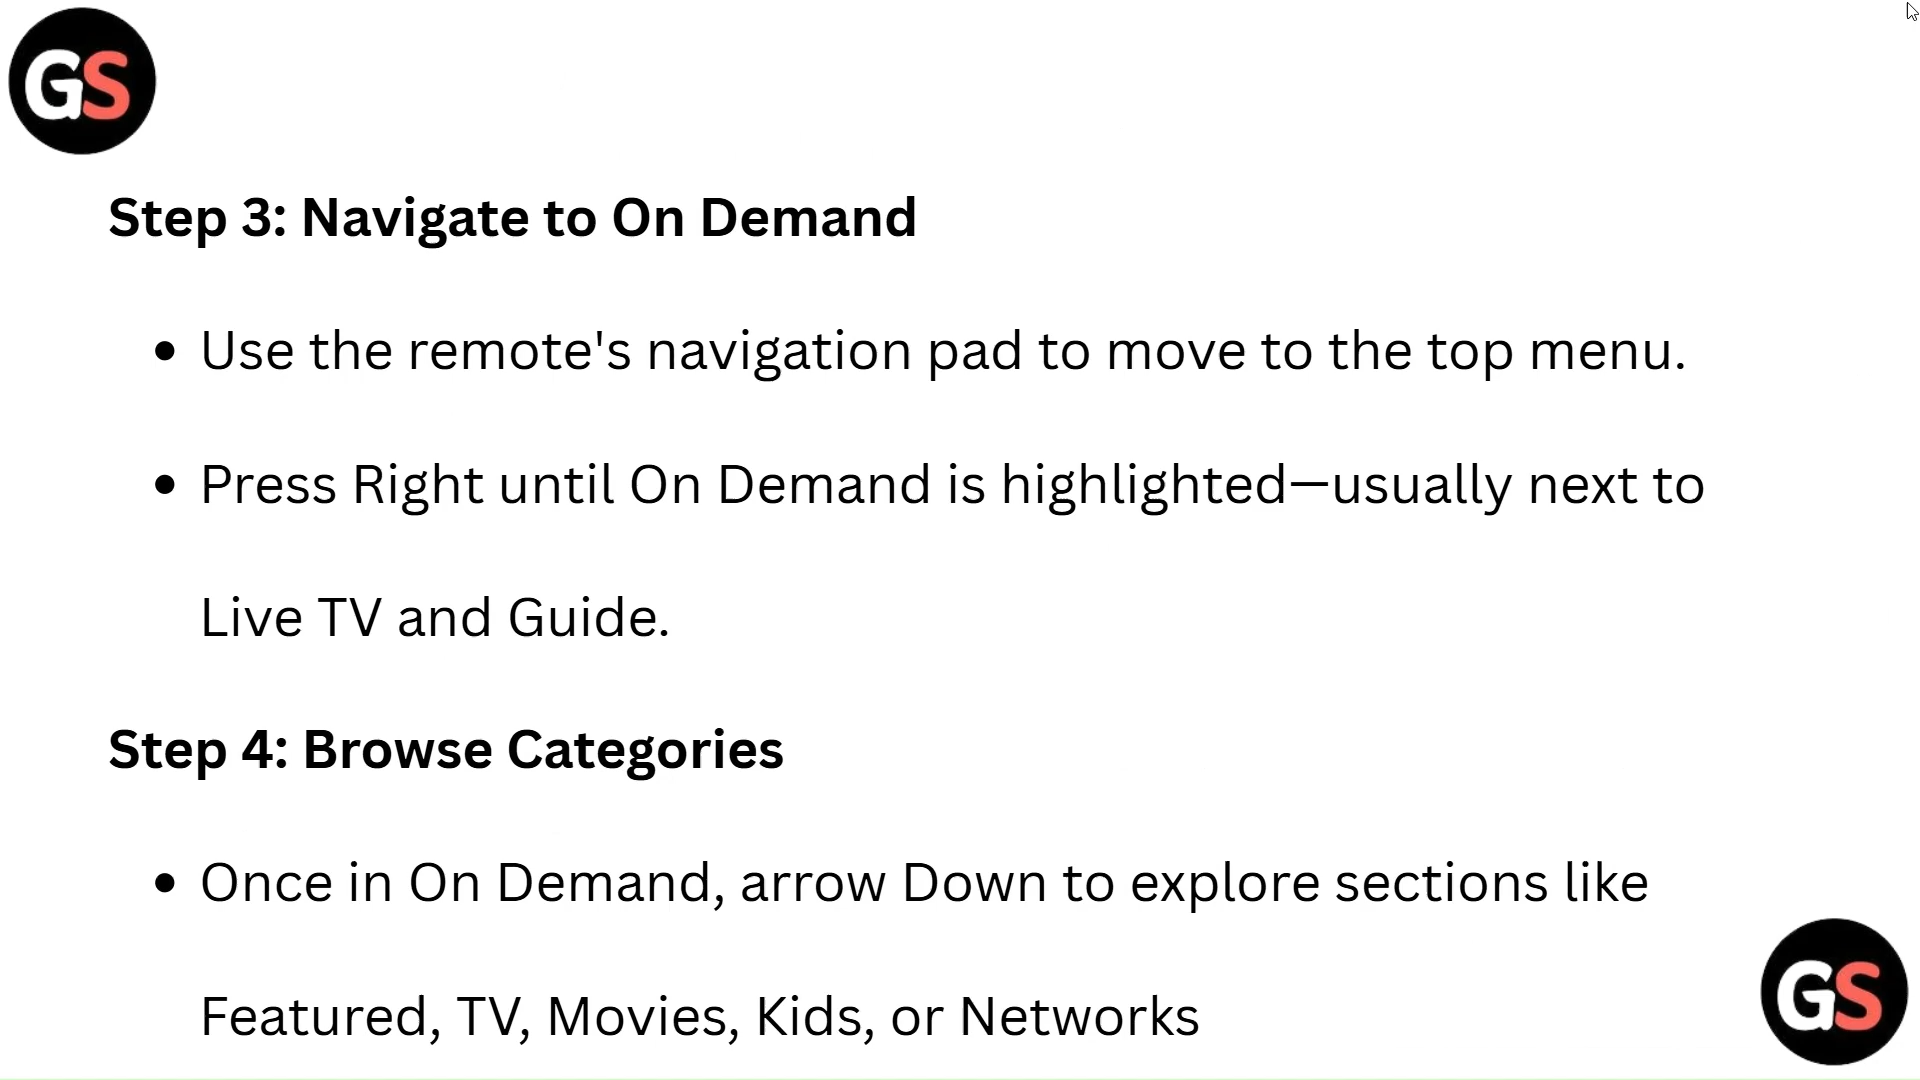 GS
Step 3: Navigate to On Demand
• Use the remote's navigation pad to move to the top menu.
• Press Right until On Demand is highlighted—usually next to
Live TV and Guide.
Step 4: Browse Categories
• Once in On Demand, arrow Down to explore sections like
Featured, TV, Movies, Kids, or Networks
GS